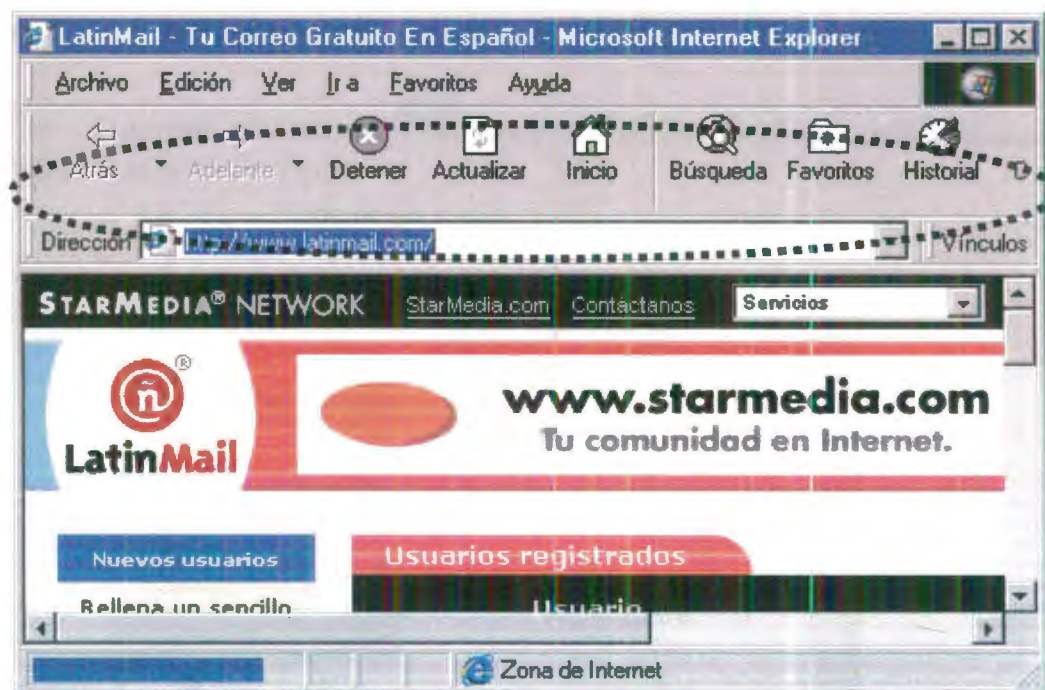 LatinMail - Tu Correo Gratuito En Español - Microsoft Internet Explorer
Archivo Edición Ver Ir a Favoritos Ayuda
Atrás Adelante Detener Actualizar Inicio Búsqueda Favoritos Historial
Dirección http://www.latinmail.com/ Vínculos
STARMEDIA® NETWORK StarMedia.com Contáctanos Servicios
ñ ®
LatinMail
www.starmedia.com
Tu comunidad en Internet.
Nuevos usuarios Usuarios registrados
Rellena un sencillo Usuario
Zona de Internet